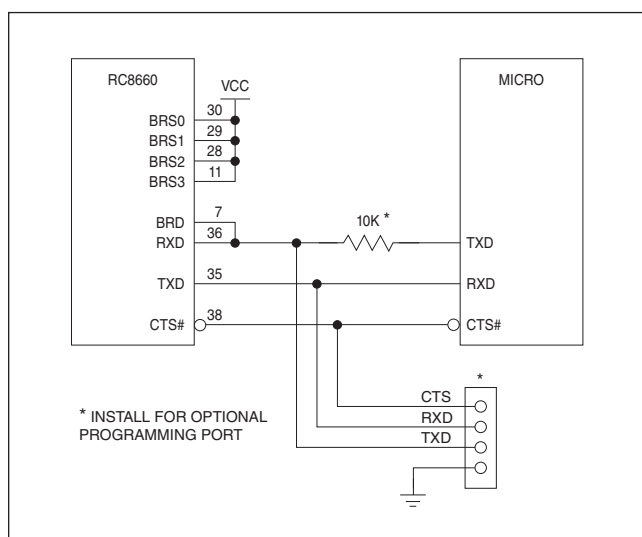 RC8660
MICRO
VCC
BRS0 30
BRS1 29
BRS2 28
BRS3 11
BRD 7
RXD 36
10K *
TXD
TXD 35
RXD
CTS# 38
CTS#
*
CTS
RXD
TXD
* INSTALL FOR OPTIONAL
PROGRAMMING PORT